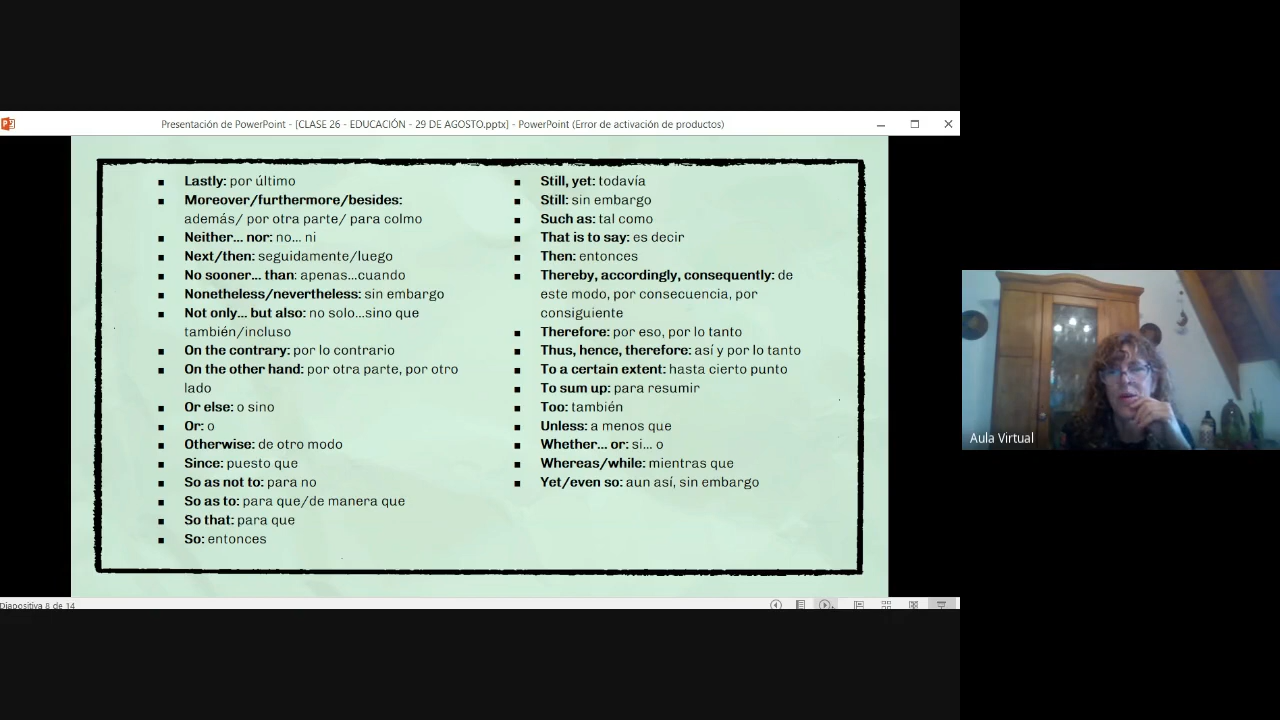 Presentación de PowerPoint - [CLASE 26 - EDUCACIÓN - 29 DE AGOSTO.pptx] - PowerPoint (Error de activación de productos)
Lastly: por último
Moreover/furthermore/besides:
además/ por otra parte/ para colmo
Neither... nor: no... ni
Next/then: seguidamente/luego
No sooner... than: apenas...cuando
Nonetheless/nevertheless: sin embargo
Not only... but also: no solo...sino que
también/incluso
On the contrary: por lo contrario
On the other hand: por otra parte, por otro
lado
Or else: o sino
Or: o
Otherwise: de otro modo
Since: puesto que
So as not to: para no
So as to: para que/de manera que
So that: para que
So: entonces
Still, yet: todavía
Still: sin embargo
Such as: tal como
That is to say: es decir
Then: entonces
Thereby, accordingly, consequently: de
este modo, por consecuencia, por
consiguiente
Therefore: por eso, por lo tanto
Thus, hence, therefore: así y por lo tanto
To a certain extent: hasta cierto punto
To sum up: para resumir
Too: también
Unless: a menos que
Whether... or: si... o
Whereas/while: mientras que
Yet/even so: aun así, sin embargo
Diapositiva 8 de 14
Aula Virtual